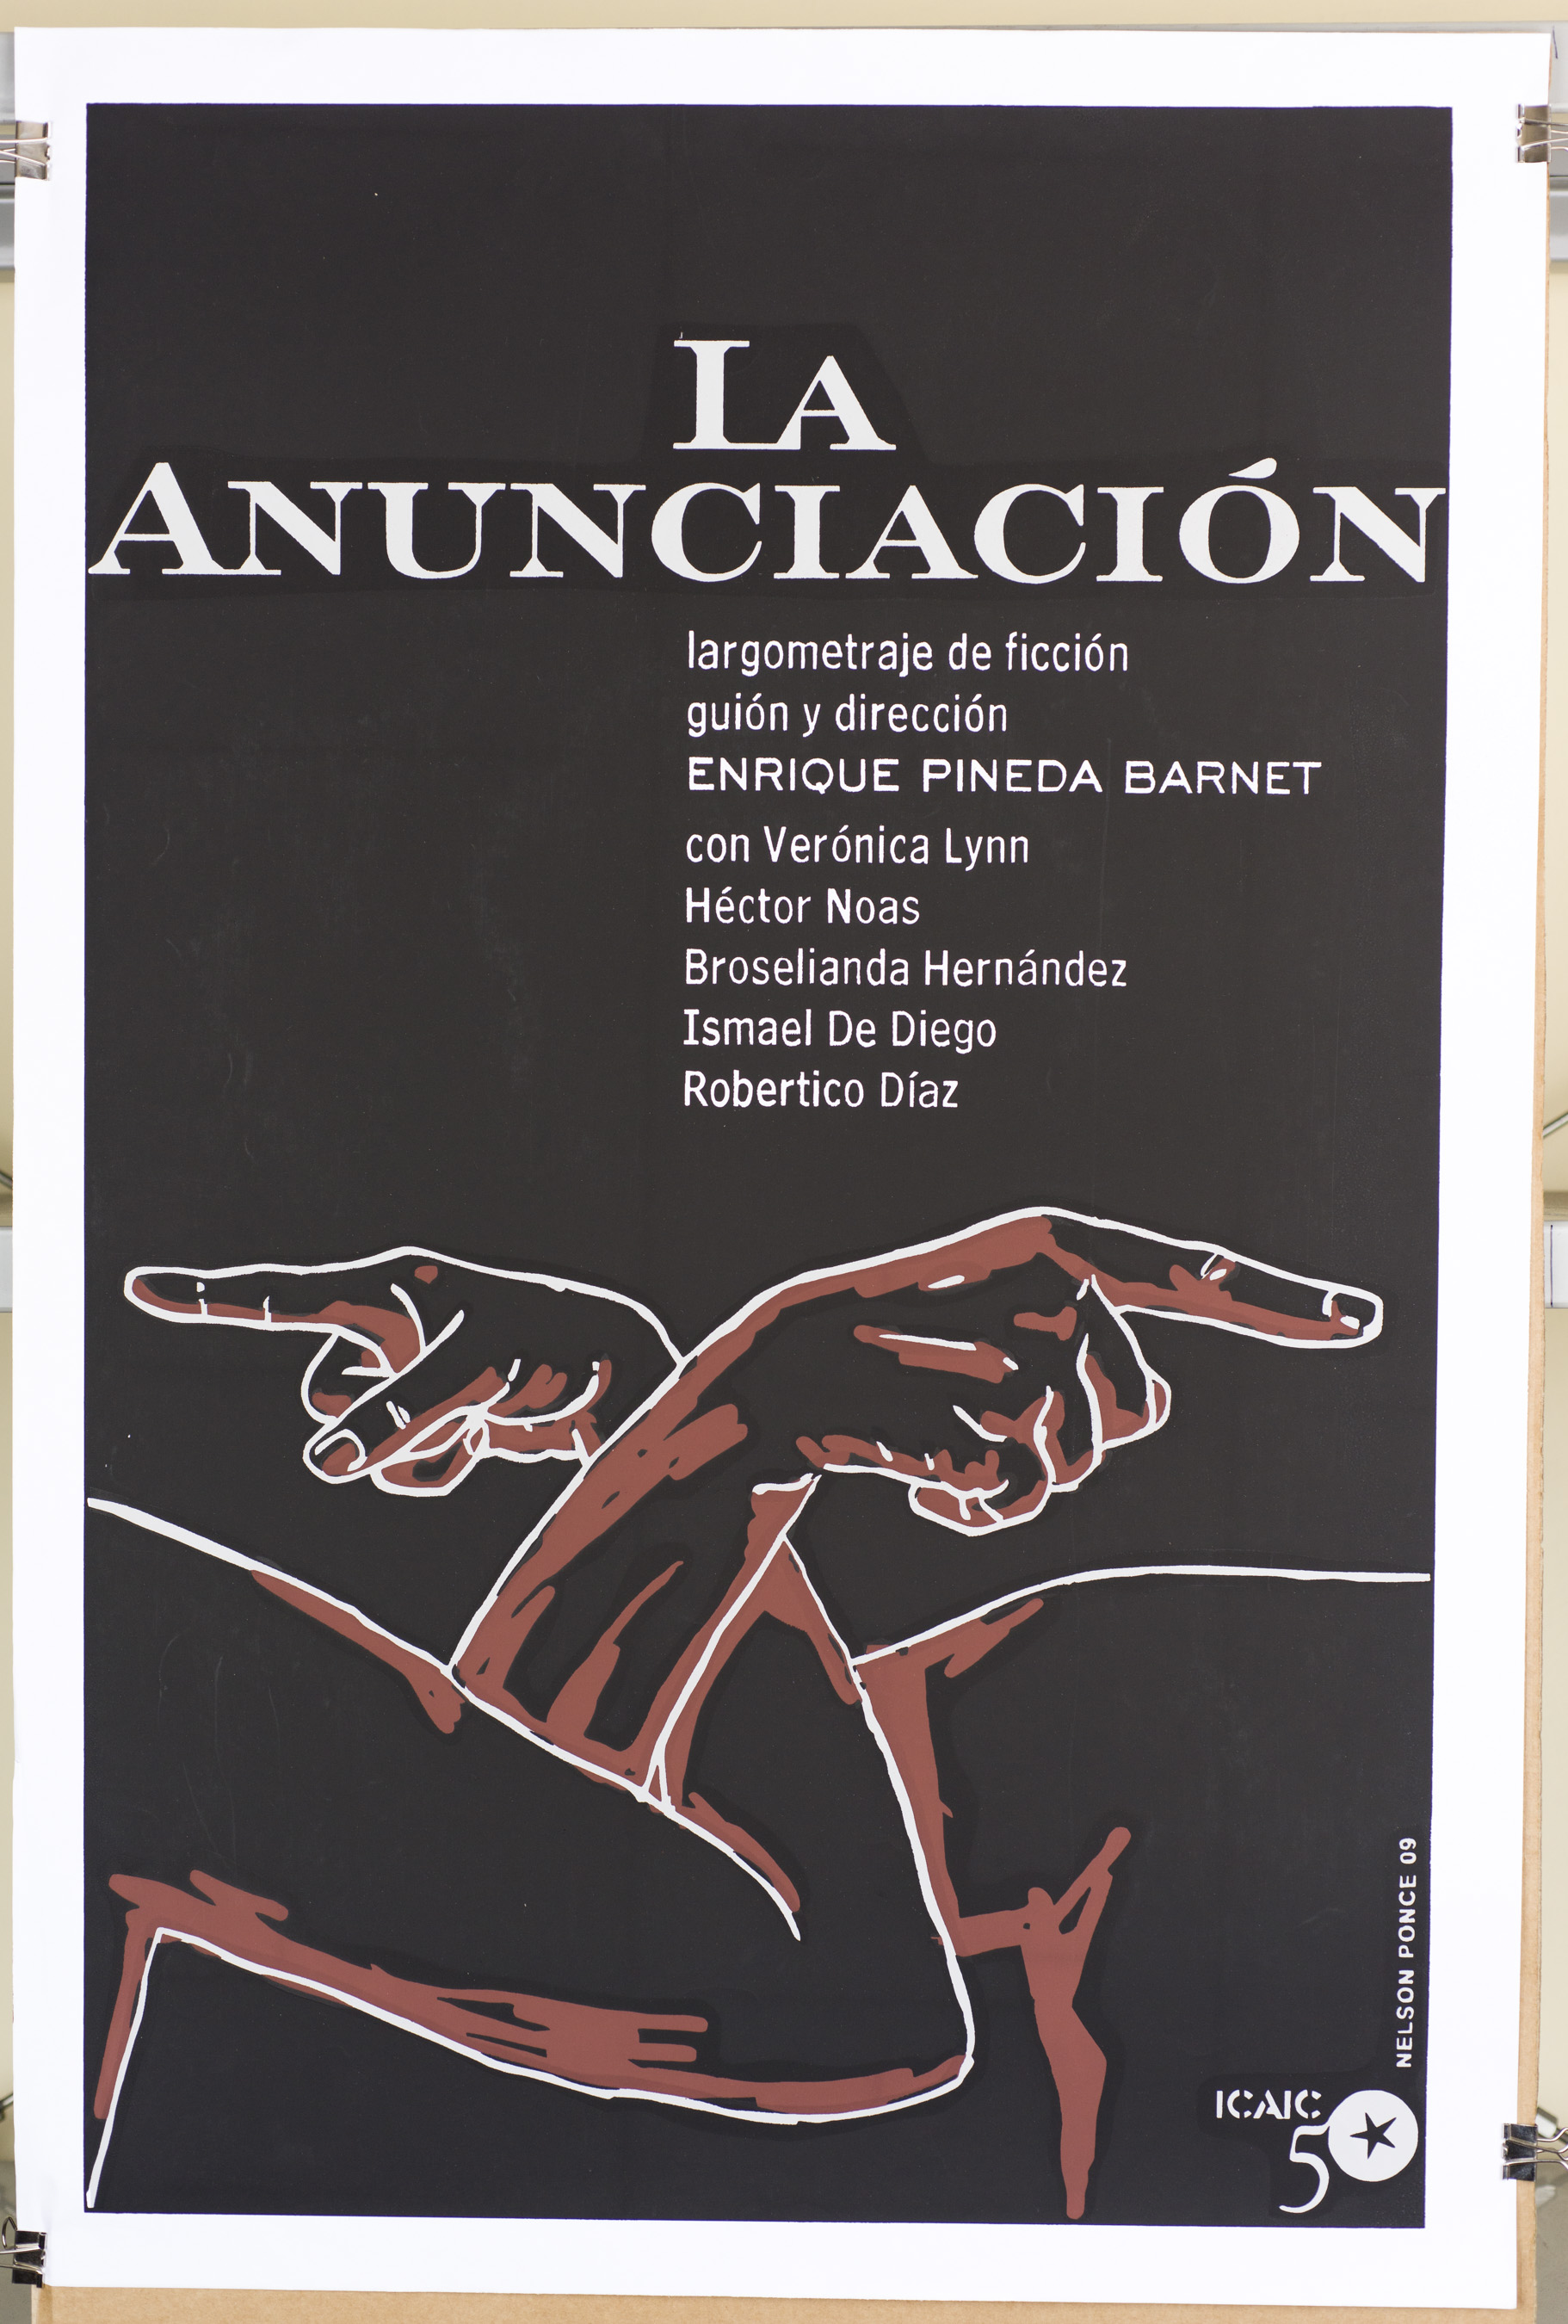 LA
ANUNCIACIÓN
largometraje de ficción
guión y dirección
ENRIQUE PINEDA BARNET
con Verónica Lynn
Héctor Noas
Broselianda Hernández
Ismael De Diego
Robertico Díaz
NELSON PONCE 09
ICAIC
50